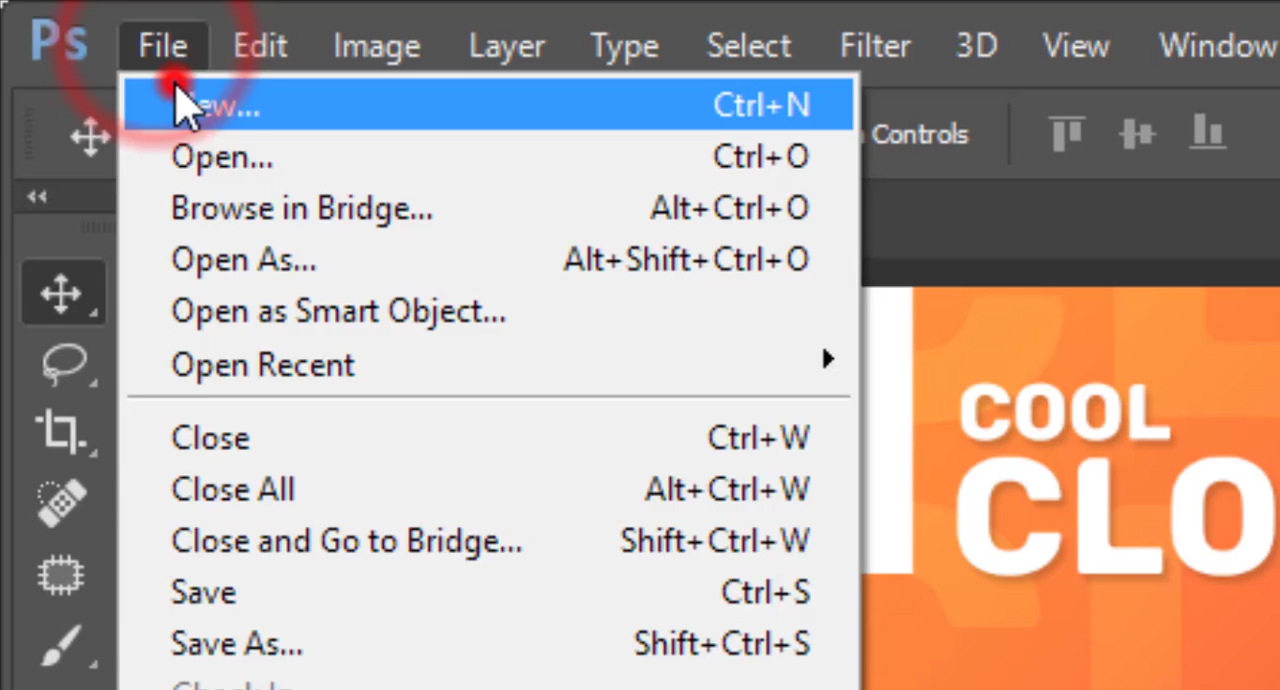 Ps File Edit Image Layer Type Select Filter 3D View Window
New... Ctrl+N
Controls
Open... Ctrl+O
Browse in Bridge... Alt+Ctrl+O
Open As... Alt+Shift+Ctrl+O
Open as Smart Object...
Open Recent
Close Ctrl+W
Close All Alt+Ctrl+W
Close and Go to Bridge... Shift+Ctrl+W
Save Ctrl+S
Save As... Shift+Ctrl+S
COOL
CLO